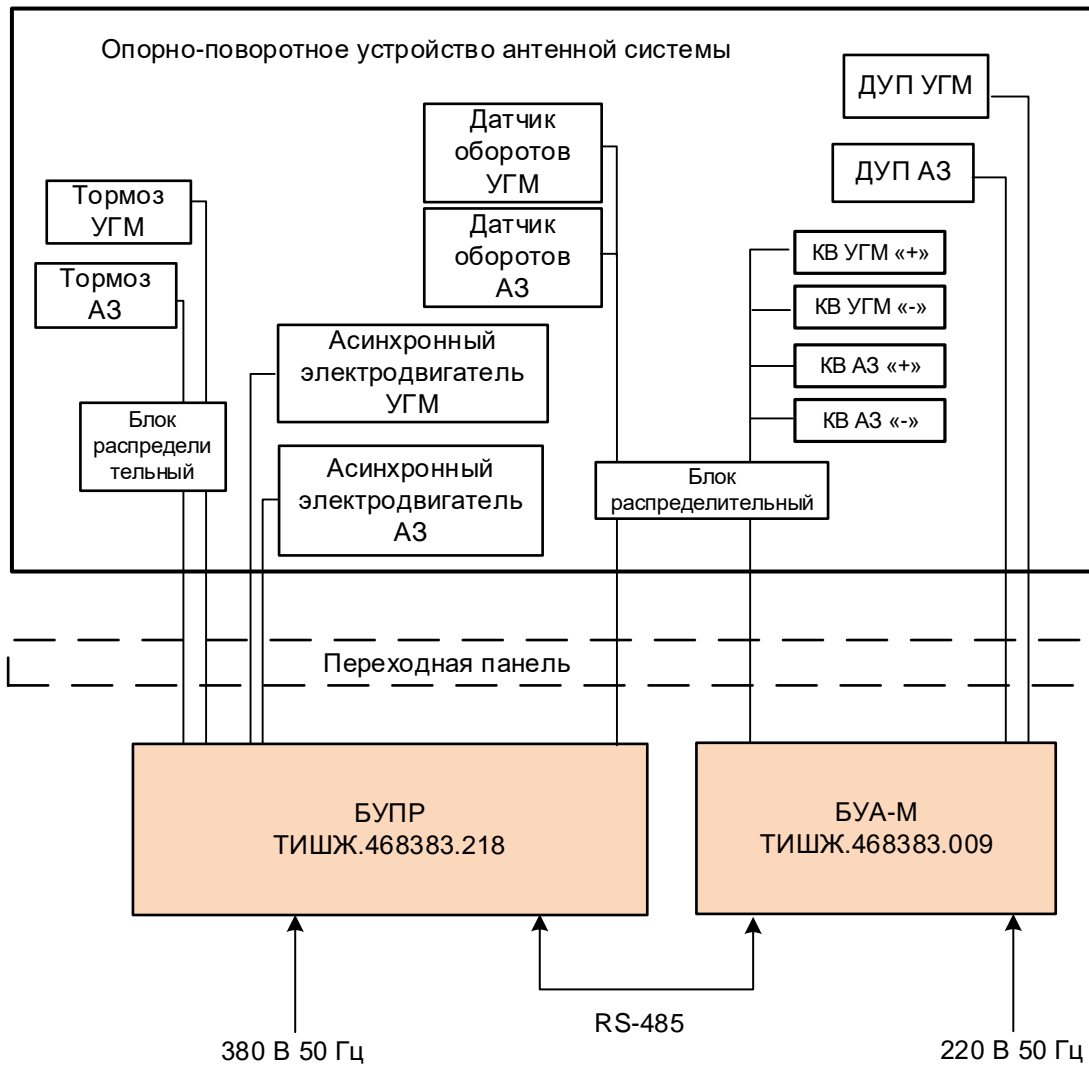 Опорно-поворотное устройство антенной системы
ДУП УГМ
ДУП АЗ
Датчик
оборотов
УГМ
Датчик
оборотов
АЗ
Тормоз
УГМ
Тормоз
АЗ
КВ УГМ «+»
КВ УГМ «-»
КВ АЗ «+»
КВ АЗ «-»
Асинхронный
электродвигатель
УГМ
Асинхронный
электродвигатель
АЗ
Блок
распредели
тельный
Блок
распределительный
Переходная панель
БУПР
ТИШЖ.468383.218
БУА-М
ТИШЖ.468383.009
RS-485
380 В 50 Гц
220 В 50 Гц